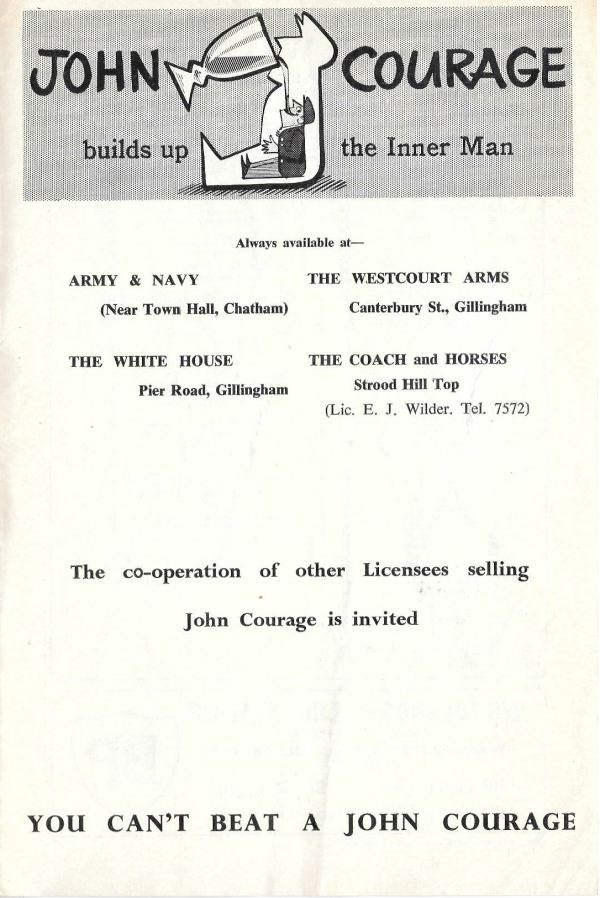 JOHN COURAGE
builds up the Inner Man
Always available at—
ARMY & NAVY
(Near Town Hall, Chatham)
THE WESTCOURT ARMS
Canterbury St., Gillingham
THE WHITE HOUSE
Pier Road, Gillingham
THE COACH and HORSES
Strood Hill Top
(Lic. E. J. Wilder. Tel. 7572)
The co-operation of other Licensees selling
John Courage is invited
YOU CAN'T BEAT A JOHN COURAGE